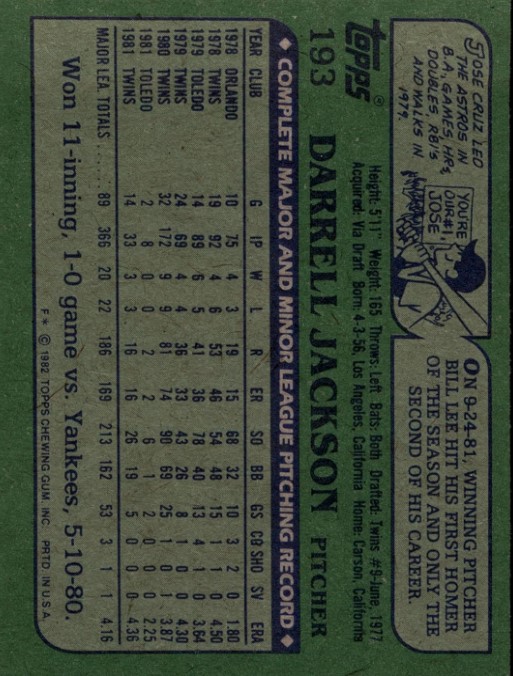 JOSE CRUZ LED
THE ASTROS IN
B.A., GAMES, HR's
DOUBLES, RBI's
AND WALKS IN
1979.
YOU'RE
OUR #1,
JOSE
ON 9-24-81, WINNING PITCHER
BILL LEE HIT HIS FIRST HOMER
OF THE SEASON AND ONLY THE
SECOND OF HIS CAREER.
TOPPS®
193 DARRELL JACKSON PITCHER
Height: 5'11" Weight: 165 Throws: Left Bats: Both Drafted: Twins #9-June, 1977
Acquired: Via Draft Born: 4-3-56, Los Angeles, California Home: Carson, California
◆ COMPLETE MAJOR AND MINOR LEAGUE PITCHING RECORD ◆
YEAR CLUB G IP W L R ER SO BB GS CG SHO SV ERA
1978 ORLANDO 10 75 4 3 19 15 68 32 10 3 2 0 1.80
1978 TWINS 19 92 4 6 53 46 54 48 15 1 1 0 4.50
1979 TOLEDO 14 89 6 5 41 36 78 40 13 4 1 0 3.64
1979 TWINS 24 69 4 4 36 33 43 26 8 1 0 0 4.30
1980 TWINS 32 172 9 9 81 74 90 69 25 1 0 1 3.87
1981 TOLEDO 2 8 0 0 2 2 6 1 2 0 0 0 2.25
1981 TWINS 14 33 3 3 16 16 26 19 5 0 0 0 4.36
MAJOR LEA. TOTALS ..... 89 366 20 22 186 169 213 162 53 3 1 1 4.16
Won 11-inning, 1-0 game vs. Yankees, 5-10-80.
F* © 1982 TOPPS CHEWING GUM, INC. PRTD. IN U.S.A.